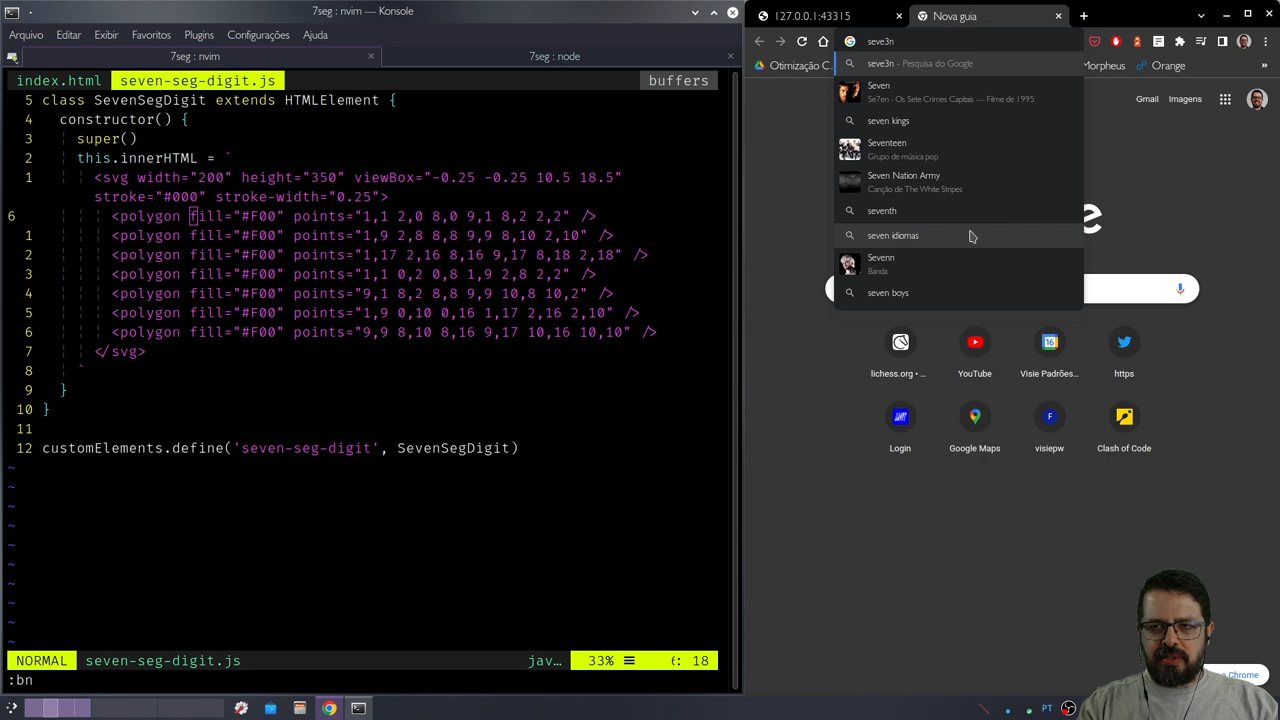 7seg : nvim — Konsole
Arquivo Editar Exibir Favoritos Plugins Configurações Ajuda
7seg : nvim
7seg : node
index.html seven-seg-digit.js buffers
5 class SevenSegDigit extends HTMLElement {
4 constructor() {
3 super()
2 this.innerHTML = `
1 <svg width="200" height="350" viewBox="-0.25 -0.25 10.5 18.5"
stroke="#000" stroke-width="0.25">
6 <polygon fill="#F00" points="1,1 2,0 8,0 9,1 8,2 2,2" />
1 <polygon fill="#F00" points="1,9 2,8 8,8 9,9 8,10 2,10" />
2 <polygon fill="#F00" points="1,17 2,16 8,16 9,17 8,18 2,18" />
3 <polygon fill="#F00" points="1,1 0,2 0,8 1,9 2,8 2,2" />
4 <polygon fill="#F00" points="9,1 8,2 8,8 9,9 10,8 10,2" />
5 <polygon fill="#F00" points="1,9 0,10 0,16 1,17 2,16 2,10" />
6 <polygon fill="#F00" points="9,9 8,10 8,16 9,17 10,16 10,10" />
7 </svg>
8 `
9 }
10 }
11
12 customElements.define('seven-seg-digit', SevenSegDigit)
~
~
~
~
~
~
~
~
~
~
NORMAL seven-seg-digit.js jav… 33% 6: 18
:bn
127.0.0.1:43315
Nova guia
seve3n
Otimização C…
Morpheus
Orange
seve3n - Pesquisa do Google
Seven
Se7en - Os Sete Crimes Capitais — Filme de 1995
seven kings
Seventeen
Grupo de música pop
Seven Nation Army
Canção de The White Stripes
seventh
seven idiomas
Sevenn
Banda
seven boys
Gmail Imagens
lichess.org • …
YouTube
Visie Padrões…
https
Login
Google Maps
visiepw
Clash of Code
Chrome
PT